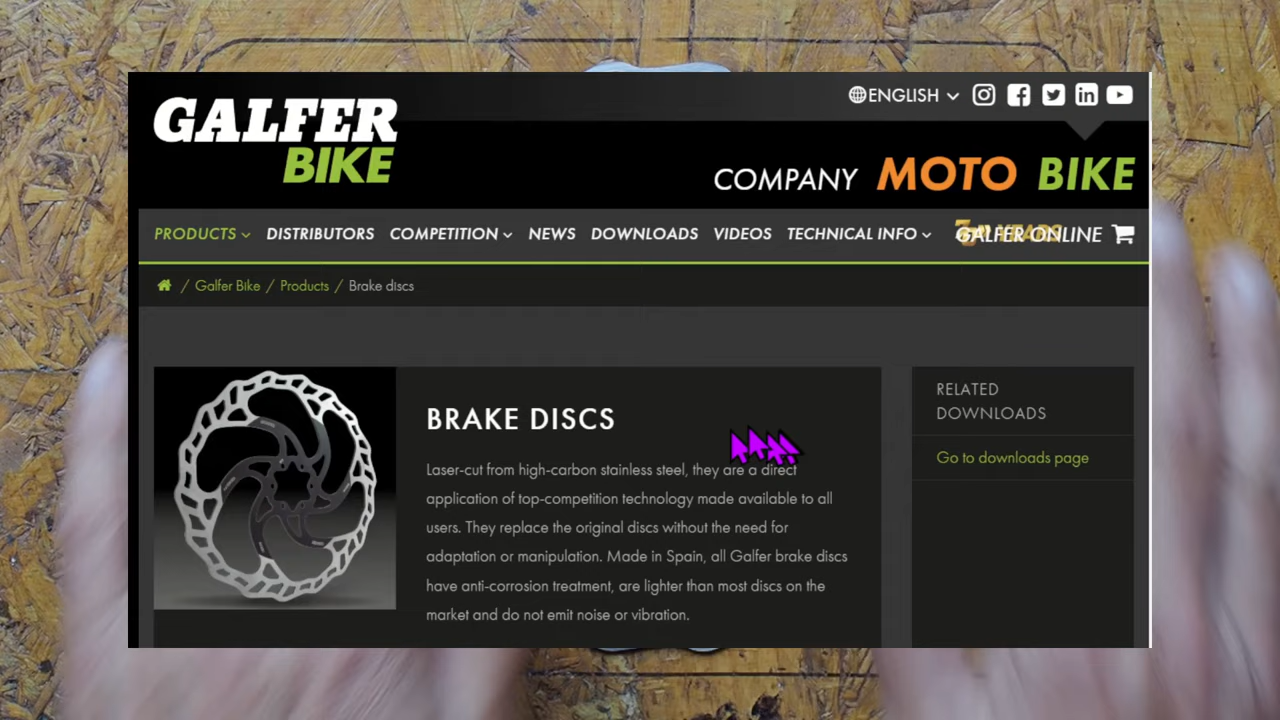 GALFER
BIKE
ENGLISH
COMPANY MOTO BIKE
PRODUCTS DISTRIBUTORS COMPETITION NEWS DOWNLOADS VIDEOS TECHNICAL INFO GALFER ONLINE
/ Galfer Bike / Products / Brake discs
BRAKE DISCS
Laser-cut from high-carbon stainless steel, they are a direct
application of top-competition technology made available to all
users. They replace the original discs without the need for
adaptation or manipulation. Made in Spain, all Galfer brake discs
have anti-corrosion treatment, are lighter than most discs on the
market and do not emit noise or vibration.
RELATED
DOWNLOADS
Go to downloads page